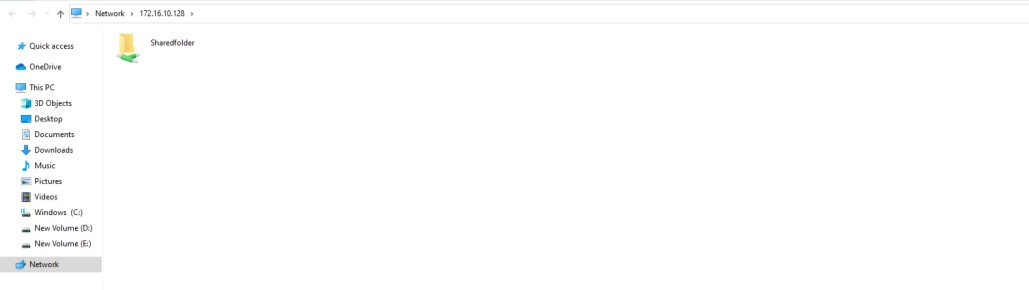 Network > 172.16.10.128 >
Sharedfolder
Quick access
OneDrive
This PC
3D Objects
Desktop
Documents
Downloads
Music
Pictures
Videos
Windows (C:)
New Volume (D:)
New Volume (E:)
Network